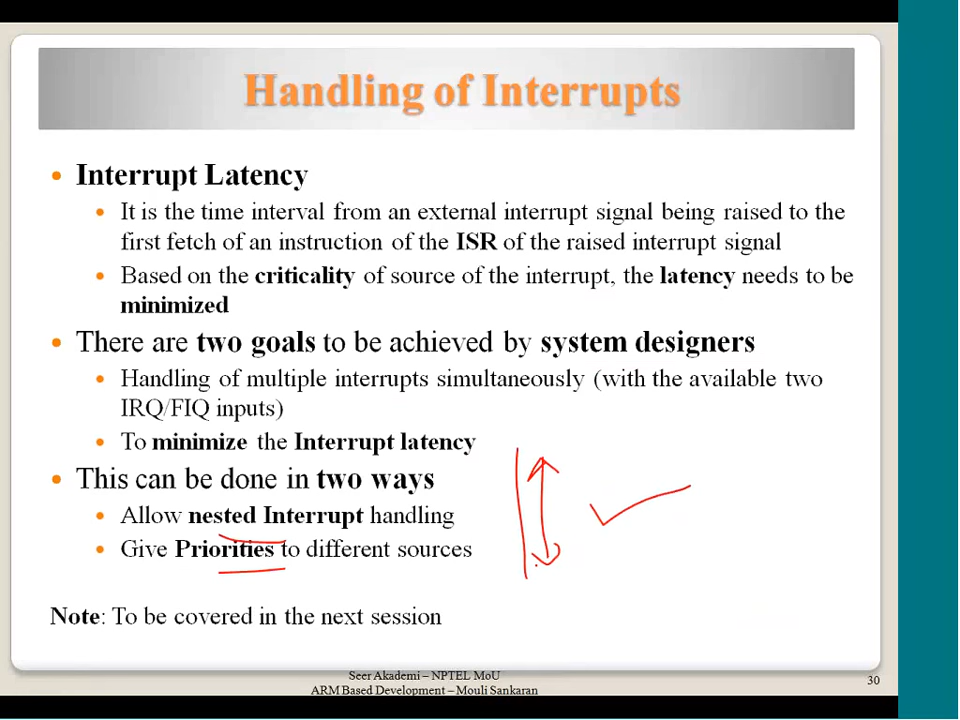 Handling of Interrupts
• Interrupt Latency
• It is the time interval from an external interrupt signal being raised to the
first fetch of an instruction of the ISR of the raised interrupt signal
• Based on the criticality of source of the interrupt, the latency needs to be
minimized
• There are two goals to be achieved by system designers
• Handling of multiple interrupts simultaneously (with the available two
IRQ/FIQ inputs)
• To minimize the Interrupt latency
• This can be done in two ways
• Allow nested Interrupt handling
• Give Priorities to different sources
Note: To be covered in the next session
Seer Akademi – NPTEL MoU
ARM Based Development – Mouli Sankaran
30